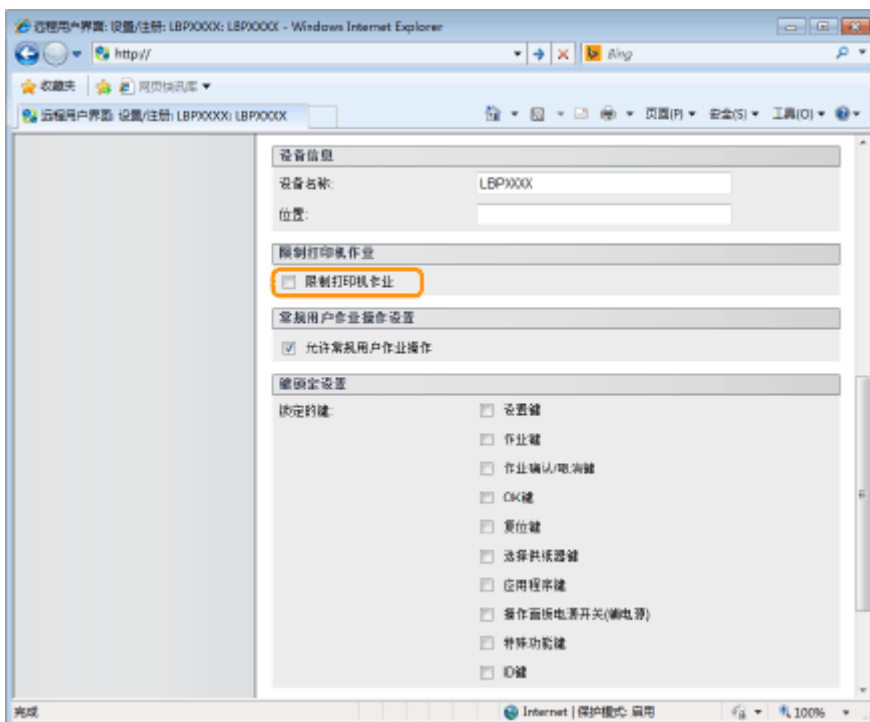 远程用户界面: 设置/注册: LBPXXXX: LBPXXXX - Windows Internet Explorer
http://
Bing
收藏夹 网页快讯库
远程用户界面: 设置/注册: LBPXXXX: LBPXXXX 页面(P) 安全(S) 工具(O)
设备信息
设备名称: LBPXXXX
位置:
限制打印机作业
限制打印机作业
常规用户作业操作设置
允许常规用户作业操作
键锁定设置
锁定的键: 设置键
作业键
作业确认/取消键
OK键
复位键
选择供纸器键
应用程序键
操作面板电源开关(辅电源)
特殊功能键
ID键
完成 Internet | 保护模式: 启用 100%